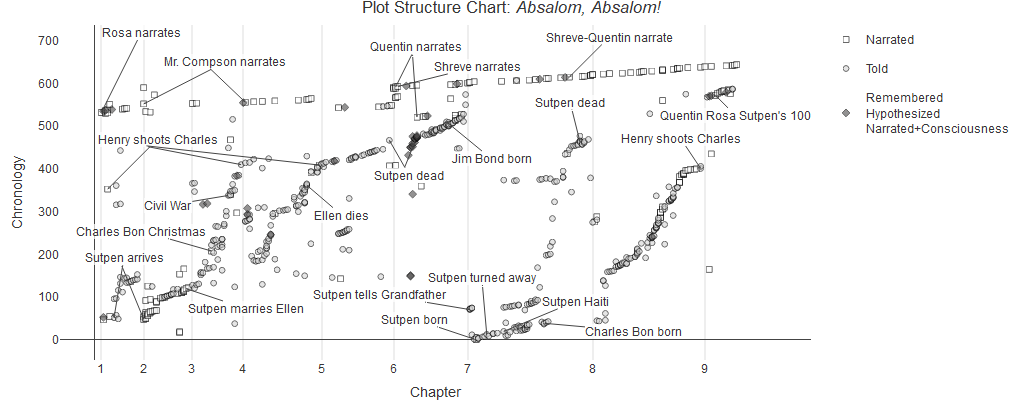 Plot Structure Chart: Absalom, Absalom!
700
600
500
400
300
200
100
0
Chronology
Rosa narrates
Mr. Compson narrates
Quentin narrates
Shreve narrates
Shreve-Quentin narrate
Sutpen dead
Quentin Rosa Sutpen's 100
Henry shoots Charles
Henry shoots Charles
Jim Bond born
Sutpen dead
Civil War
Ellen dies
Charles Bon Christmas
Sutpen arrives
Sutpen turned away
Sutpen tells Grandfather
Sutpen marries Ellen
Sutpen Haiti
Sutpen born
Charles Bon born
1 2 3 4 5 6 7 8 9
Chapter
Narrated
Told
Remembered
Hypothesized
Narrated+Consciousness